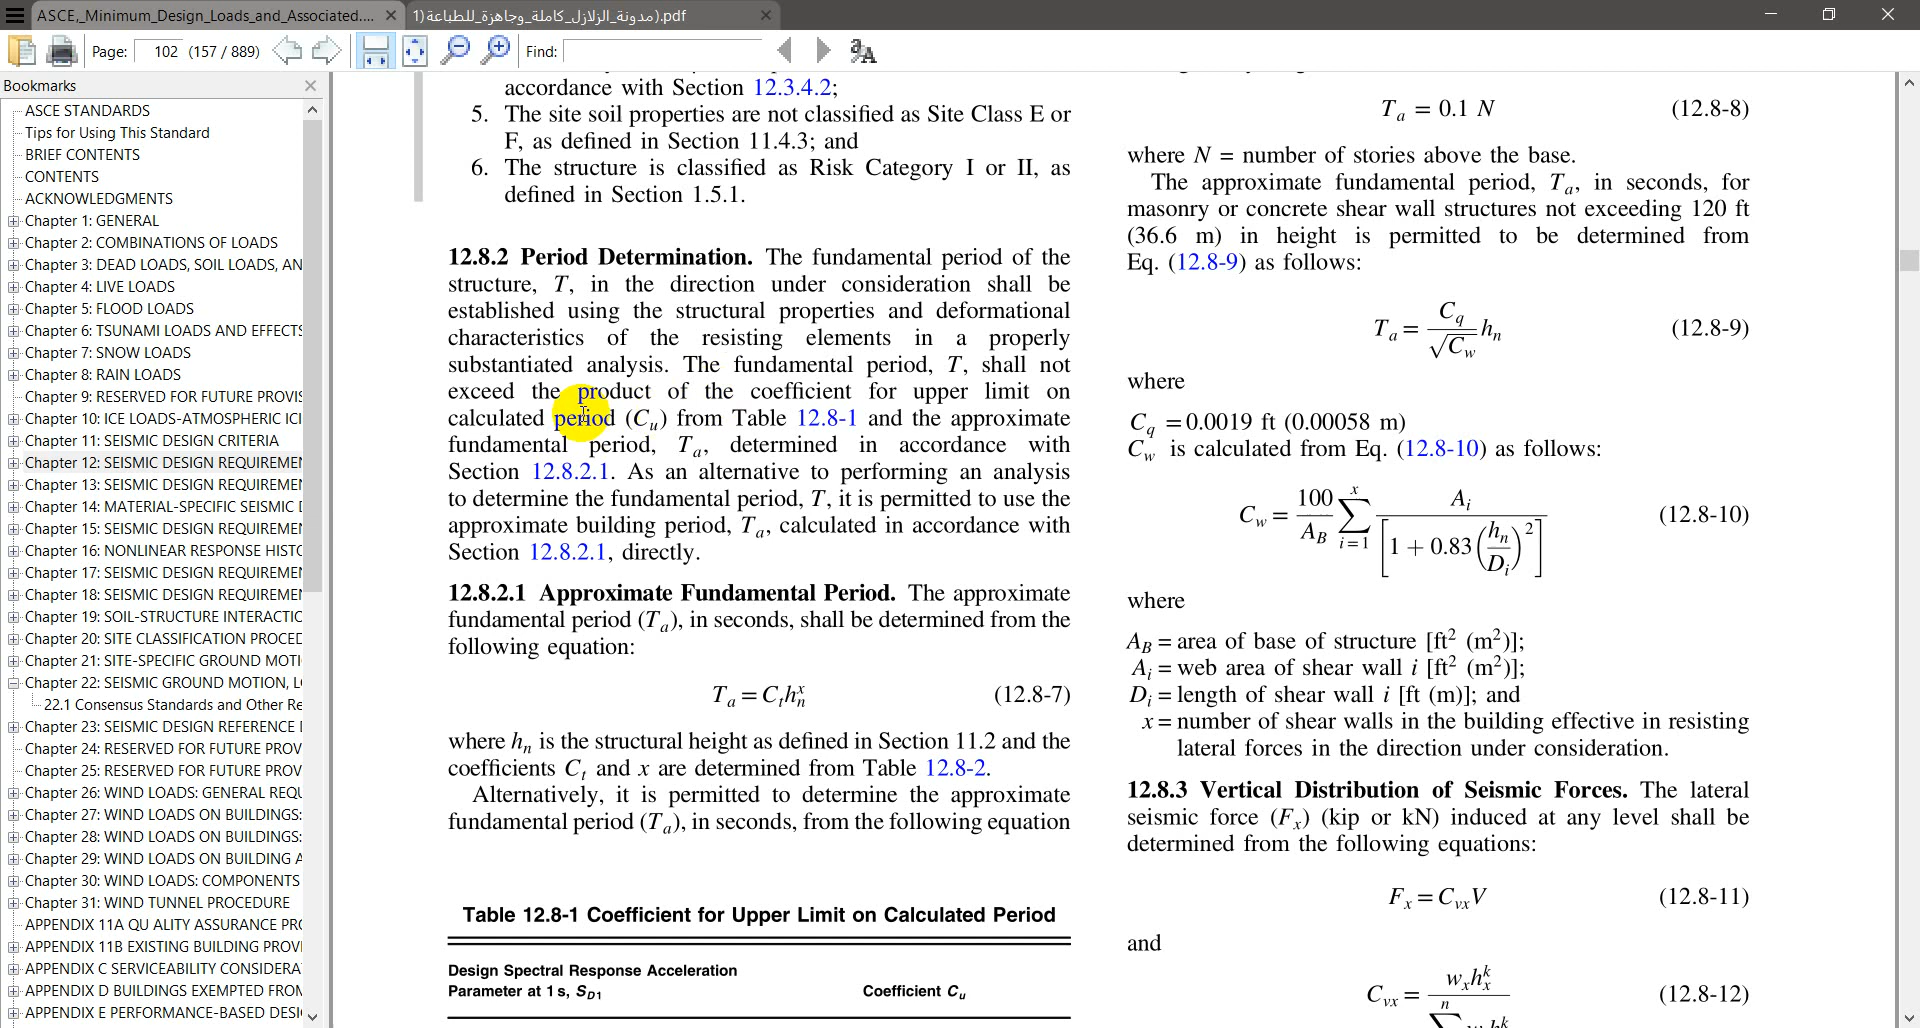 ASCE,_Minimum_Design_Loads_and_Associated....
(مدونة_الزلازل_كاملة_وجاهزة_للطباعة(1.pdf
Page: 102 (157 / 889) Find:
Bookmarks
ASCE STANDARDS
Tips for Using This Standard
BRIEF CONTENTS
CONTENTS
ACKNOWLEDGMENTS
Chapter 1: GENERAL
Chapter 2: COMBINATIONS OF LOADS
Chapter 3: DEAD LOADS, SOIL LOADS, AN
Chapter 4: LIVE LOADS
Chapter 5: FLOOD LOADS
Chapter 6: TSUNAMI LOADS AND EFFECTS
Chapter 7: SNOW LOADS
Chapter 8: RAIN LOADS
Chapter 9: RESERVED FOR FUTURE PROVIS
Chapter 10: ICE LOADS-ATMOSPHERIC ICI
Chapter 11: SEISMIC DESIGN CRITERIA
Chapter 12: SEISMIC DESIGN REQUIREMEN
Chapter 13: SEISMIC DESIGN REQUIREMEN
Chapter 14: MATERIAL-SPECIFIC SEISMIC D
Chapter 15: SEISMIC DESIGN REQUIREMEN
Chapter 16: NONLINEAR RESPONSE HISTO
Chapter 17: SEISMIC DESIGN REQUIREMEN
Chapter 18: SEISMIC DESIGN REQUIREMEN
Chapter 19: SOIL-STRUCTURE INTERACTIO
Chapter 20: SITE CLASSIFICATION PROCED
Chapter 21: SITE-SPECIFIC GROUND MOTI
Chapter 22: SEISMIC GROUND MOTION, L
22.1 Consensus Standards and Other Re
Chapter 23: SEISMIC DESIGN REFERENCE
Chapter 24: RESERVED FOR FUTURE PROV
Chapter 25: RESERVED FOR FUTURE PROV
Chapter 26: WIND LOADS: GENERAL REQU
Chapter 27: WIND LOADS ON BUILDINGS:
Chapter 28: WIND LOADS ON BUILDINGS:
Chapter 29: WIND LOADS ON BUILDING A
Chapter 30: WIND LOADS: COMPONENTS
Chapter 31: WIND TUNNEL PROCEDURE
APPENDIX 11A QU ALITY ASSURANCE PRO
APPENDIX 11B EXISTING BUILDING PROVI
APPENDIX C SERVICEABILITY CONSIDERA
APPENDIX D BUILDINGS EXEMPTED FROM
APPENDIX E PERFORMANCE-BASED DESI
accordance with Section 12.3.4.2;
5. The site soil properties are not classified as Site Class E or
F, as defined in Section 11.4.3; and
6. The structure is classified as Risk Category I or II, as
defined in Section 1.5.1.
12.8.2 Period Determination. The fundamental period of the
structure, T, in the direction under consideration shall be
established using the structural properties and deformational
characteristics of the resisting elements in a properly
substantiated analysis. The fundamental period, T, shall not
exceed the product of the coefficient for upper limit on
calculated period (Cu) from Table 12.8-1 and the approximate
fundamental period, Ta, determined in accordance with
Section 12.8.2.1. As an alternative to performing an analysis
to determine the fundamental period, T, it is permitted to use the
approximate building period, Ta, calculated in accordance with
Section 12.8.2.1, directly.
12.8.2.1 Approximate Fundamental Period. The approximate
fundamental period (Ta), in seconds, shall be determined from the
following equation:
Ta = Ct hn^x (12.8-7)
where hn is the structural height as defined in Section 11.2 and the
coefficients Ct and x are determined from Table 12.8-2.
Alternatively, it is permitted to determine the approximate
fundamental period (Ta), in seconds, from the following equation
Table 12.8-1 Coefficient for Upper Limit on Calculated Period
Design Spectral Response Acceleration
Parameter at 1 s, SD1 Coefficient Cu
Ta = 0.1 N (12.8-8)
where N = number of stories above the base.
The approximate fundamental period, Ta, in seconds, for
masonry or concrete shear wall structures not exceeding 120 ft
(36.6 m) in height is permitted to be determined from
Eq. (12.8-9) as follows:
Ta = Cq/√Cw hn (12.8-9)
where
Cq = 0.0019 ft (0.00058 m)
Cw is calculated from Eq. (12.8-10) as follows:
Cw = 100/AB Σ(i=1 to x) Ai/[1 + 0.83(hn/Di)²] (12.8-10)
where
AB = area of base of structure [ft² (m²)];
Ai = web area of shear wall i [ft² (m²)];
Di = length of shear wall i [ft (m)]; and
x = number of shear walls in the building effective in resisting
lateral forces in the direction under consideration.
12.8.3 Vertical Distribution of Seismic Forces. The lateral
seismic force (Fx) (kip or kN) induced at any level shall be
determined from the following equations:
Fx = CvxV (12.8-11)
and
Cvx = wx hx^k (12.8-12)
n